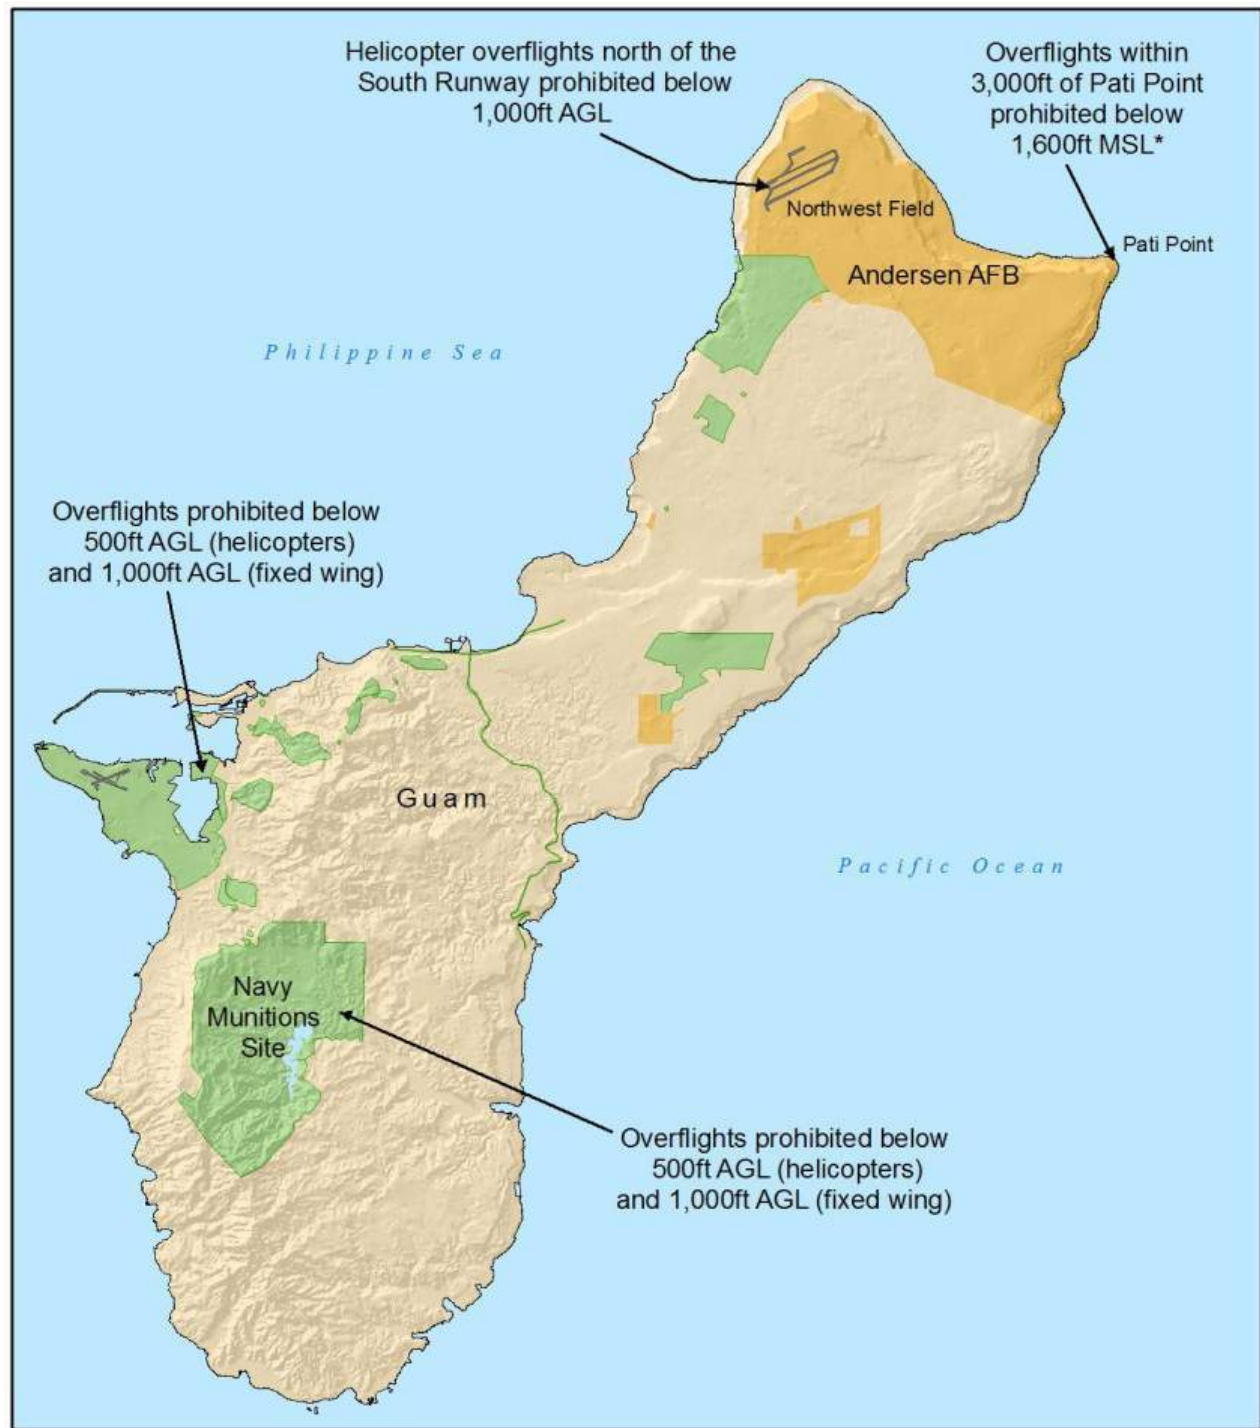 Helicopter overflights north of the
South Runway prohibited below
1,000ft AGL
Overflights within
3,000ft of Pati Point
prohibited below
1,600ft MSL*
Northwest Field
Pati Point
Andersen AFB
Philippine Sea
Overflights prohibited below
500ft AGL (helicopters)
and 1,000ft AGL (fixed wing)
Guam
Pacific Ocean
Navy
Munitions
Site
Overflights prohibited below
500ft AGL (helicopters)
and 1,000ft AGL (fixed wing)